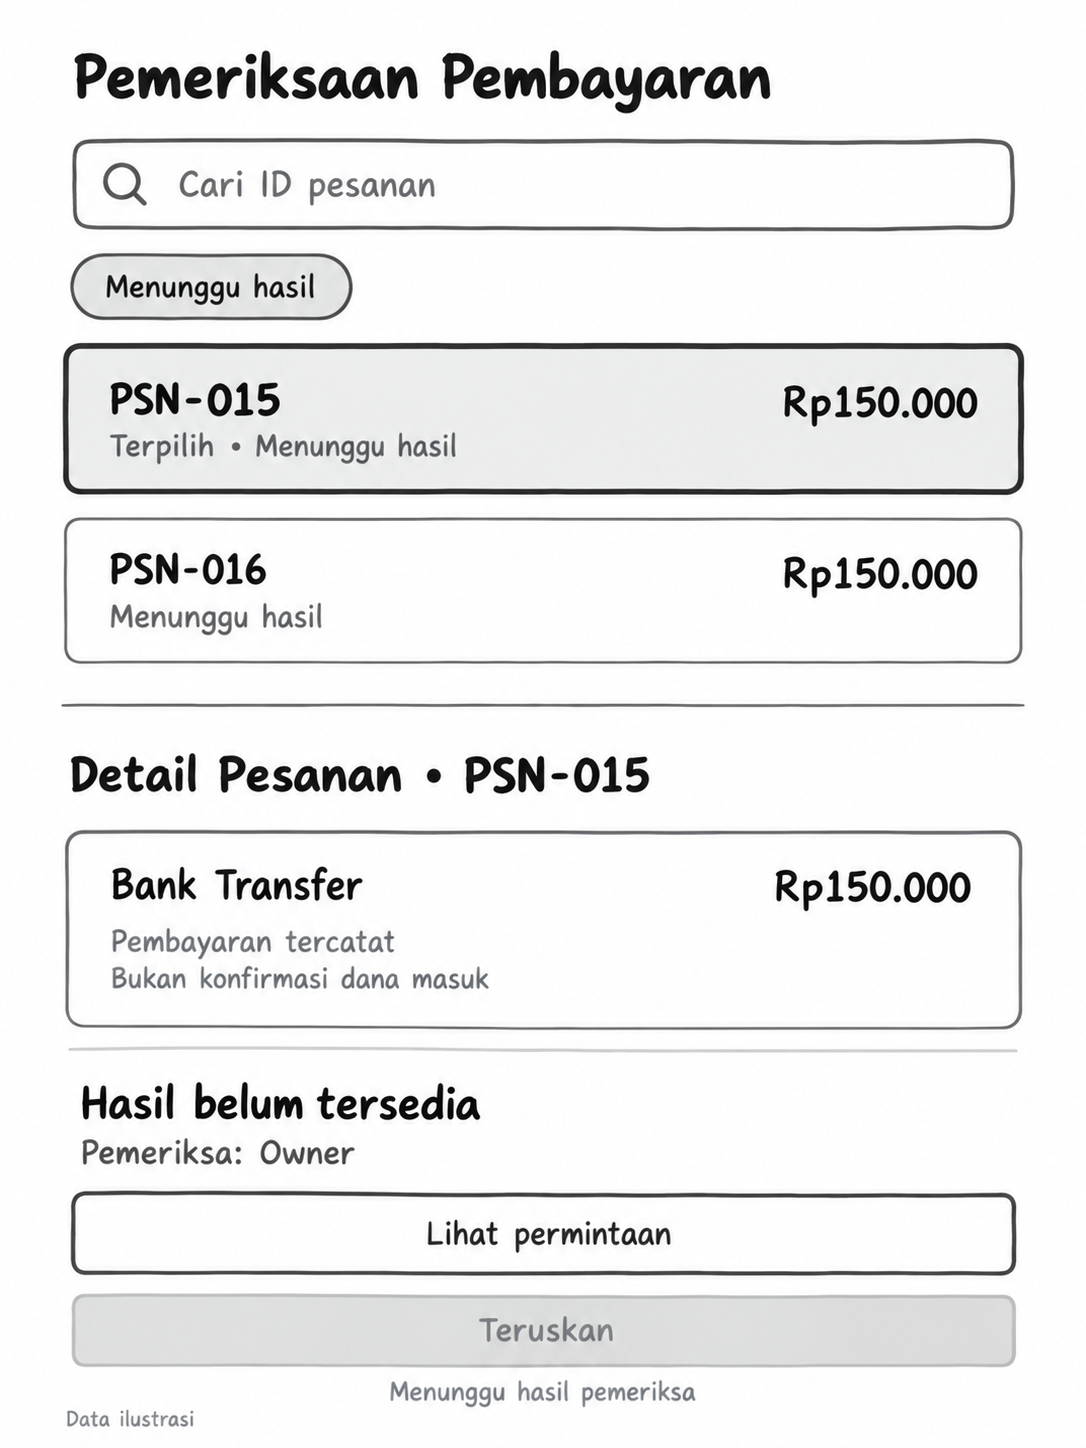 Pemeriksaan Pembayaran
Cari ID pesanan
Menunggu hasil
PSN-015
Rp150.000
Terpilih • Menunggu hasil
PSN-016
Rp150.000
Menunggu hasil
Detail Pesanan • PSN-015
Bank Transfer
Rp150.000
Pembayaran tercatat
Bukan konfirmasi dana masuk
Hasil belum tersedia
Pemeriksa: Owner
Lihat permintaan
Teruskan
Menunggu hasil pemeriksa
Data ilustrasi